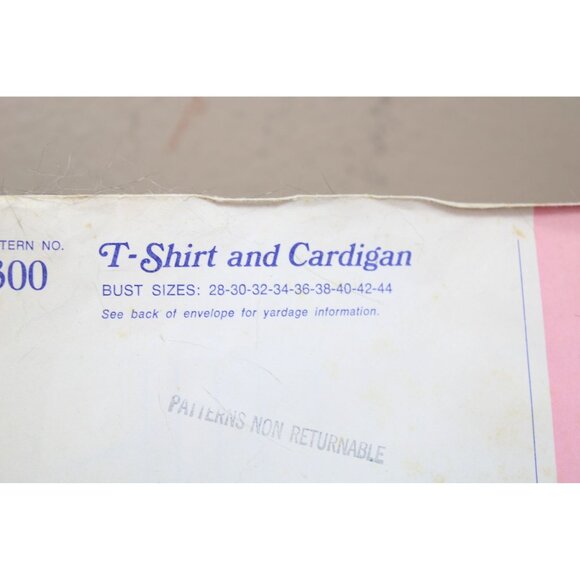 TERN NO.
300
T-Shirt and Cardigan
BUST SIZES: 28-30-32-34-36-38-40-42-44
See back of envelope for yardage information.
PATTERNS NON RETURNABLE